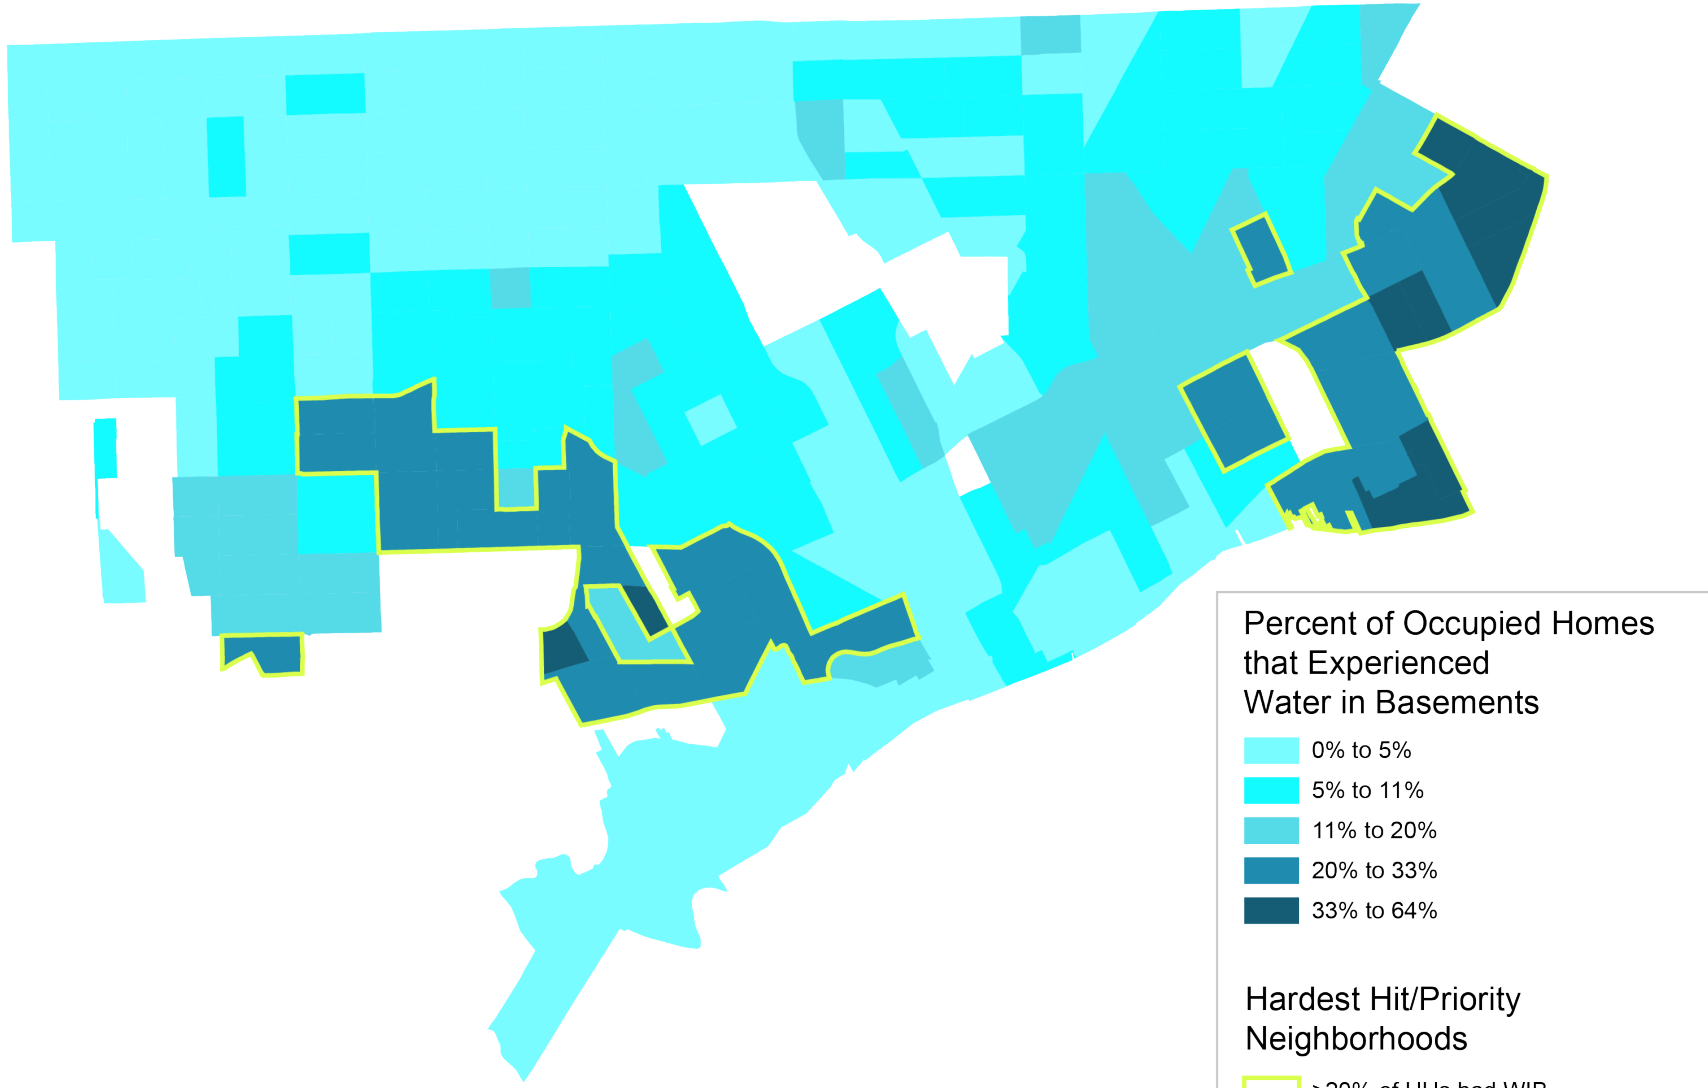 Percent of Occupied Homes
that Experienced
Water in Basements
0% to 5%
5% to 11%
11% to 20%
20% to 33%
33% to 64%
Hardest Hit/Priority
Neighborhoods